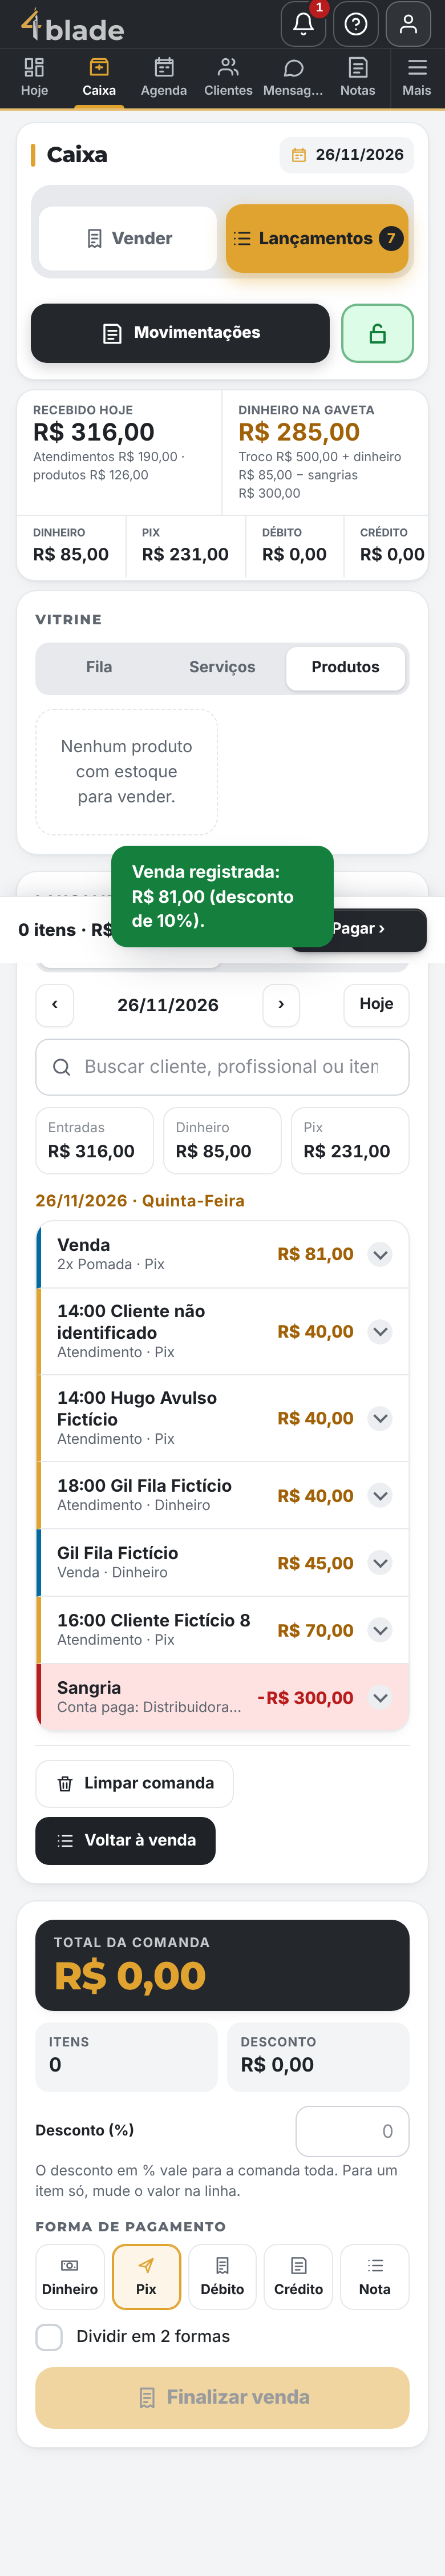 4blade
1
Hoje
Caixa
Agenda
Clientes
Mensag...
Notas
Mais
Caixa
26/11/2026
Vender
Lançamentos 7
Movimentações
RECEBIDO HOJE
R$ 316,00
Atendimentos R$ 190,00 ·
produtos R$ 126,00
DINHEIRO NA GAVETA
R$ 285,00
Troco R$ 500,00 + dinheiro
R$ 85,00 − sangrias
R$ 300,00
DINHEIRO
R$ 85,00
PIX
R$ 231,00
DÉBITO
R$ 0,00
CRÉDITO
R$ 0,00
VITRINE
Fila
Serviços
Produtos
Nenhum produto
com estoque
para vender.
Venda registrada:
R$ 81,00 (desconto
de 10%).
0 itens · R$
Pagar ›
‹
26/11/2026
›
Hoje
Buscar cliente, profissional ou iten
Entradas
R$ 316,00
Dinheiro
R$ 85,00
Pix
R$ 231,00
26/11/2026 · Quinta-Feira
Venda
2x Pomada · Pix
R$ 81,00
14:00 Cliente não
identificado
Atendimento · Pix
R$ 40,00
14:00 Hugo Avulso
Fictício
Atendimento · Pix
R$ 40,00
18:00 Gil Fila Fictício
Atendimento · Dinheiro
R$ 40,00
Gil Fila Fictício
Venda · Dinheiro
R$ 45,00
16:00 Cliente Fictício 8
Atendimento · Pix
R$ 70,00
Sangria
Conta paga: Distribuidora...
-R$ 300,00
Limpar comanda
Voltar à venda
TOTAL DA COMANDA
R$ 0,00
ITENS
0
DESCONTO
R$ 0,00
Desconto (%)
0
O desconto em % vale para a comanda toda. Para um
item só, mude o valor na linha.
FORMA DE PAGAMENTO
Dinheiro
Pix
Débito
Crédito
Nota
Dividir em 2 formas
Finalizar venda